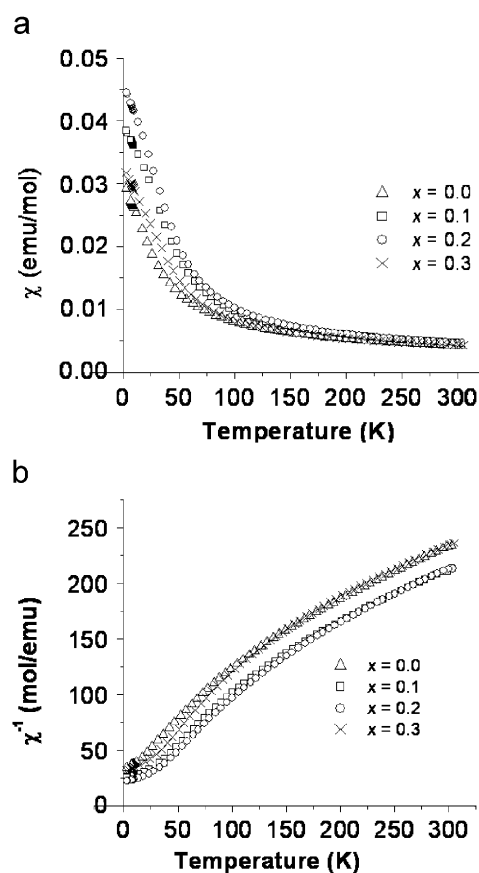 a
0.05
0.04
0.03
0.02
0.01
0.00
χ (emu/mol)
△ x = 0.0
□ x = 0.1
○ x = 0.2
× x = 0.3
0 50 100 150 200 250 300
Temperature (K)
b
250
200
150
100
50
0
χ⁻¹ (mol/emu)
△ x = 0.0
□ x = 0.1
○ x = 0.2
× x = 0.3
0 50 100 150 200 250 300
Temperature (K)